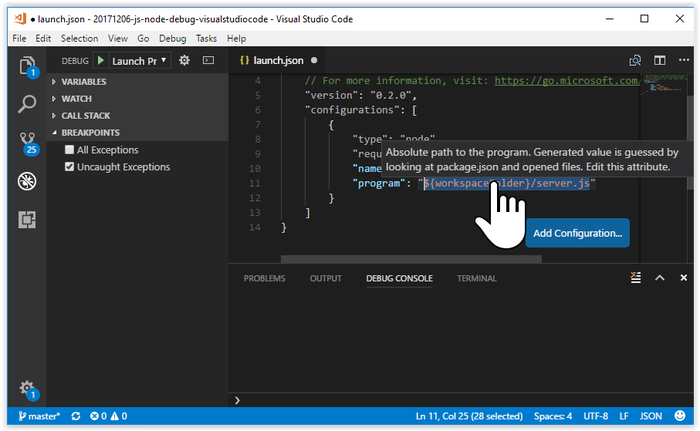 ● launch.json - 20171206-js-node-debug-visualstudiocode - Visual Studio Code
File Edit Selection View Go Debug Tasks Help
DEBUG Launch Pr
{} launch.json ●
VARIABLES
WATCH
CALL STACK
BREAKPOINTS
All Exceptions
Uncaught Exceptions
1
25
1
4 // For more information, visit: https://go.microsoft.com/
5 "version": "0.2.0",
6 "configurations": [
7 {
8 "type": "node",
9 "requ
10 "nam
Absolute path to the program. Generated value is guessed by
looking at package.json and opened files. Edit this attribute.
11 "program": "${workspaceFolder}/server.js"
12 }
13 ]
14 }
Add Configuration...
PROBLEMS OUTPUT DEBUG CONSOLE TERMINAL
master* 0 0 Ln 11, Col 25 (28 selected) Spaces: 4 UTF-8 LF JSON